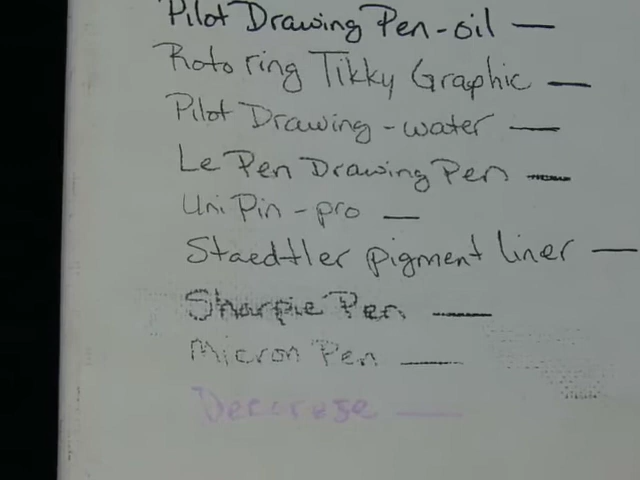 Pilot Drawing Pen-oil
Rotoring Tikky Graphic
Pilot Drawing - water
Le Pen Drawing Pen
Uni Pin - pro
Staedtler pigment liner
Sharpie Pen
Micron Pen